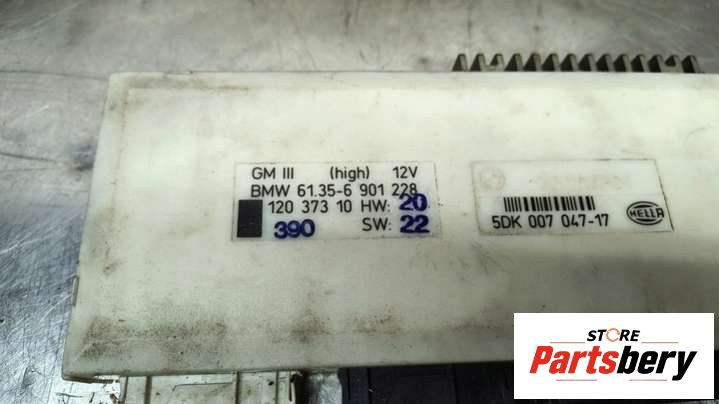 GM III (high) 12V
BMW 61.35-6 901 228
120 373 10 HW: 20
390 SW: 22
5DK 007 047-17
HELLA
STORE
Partsbery